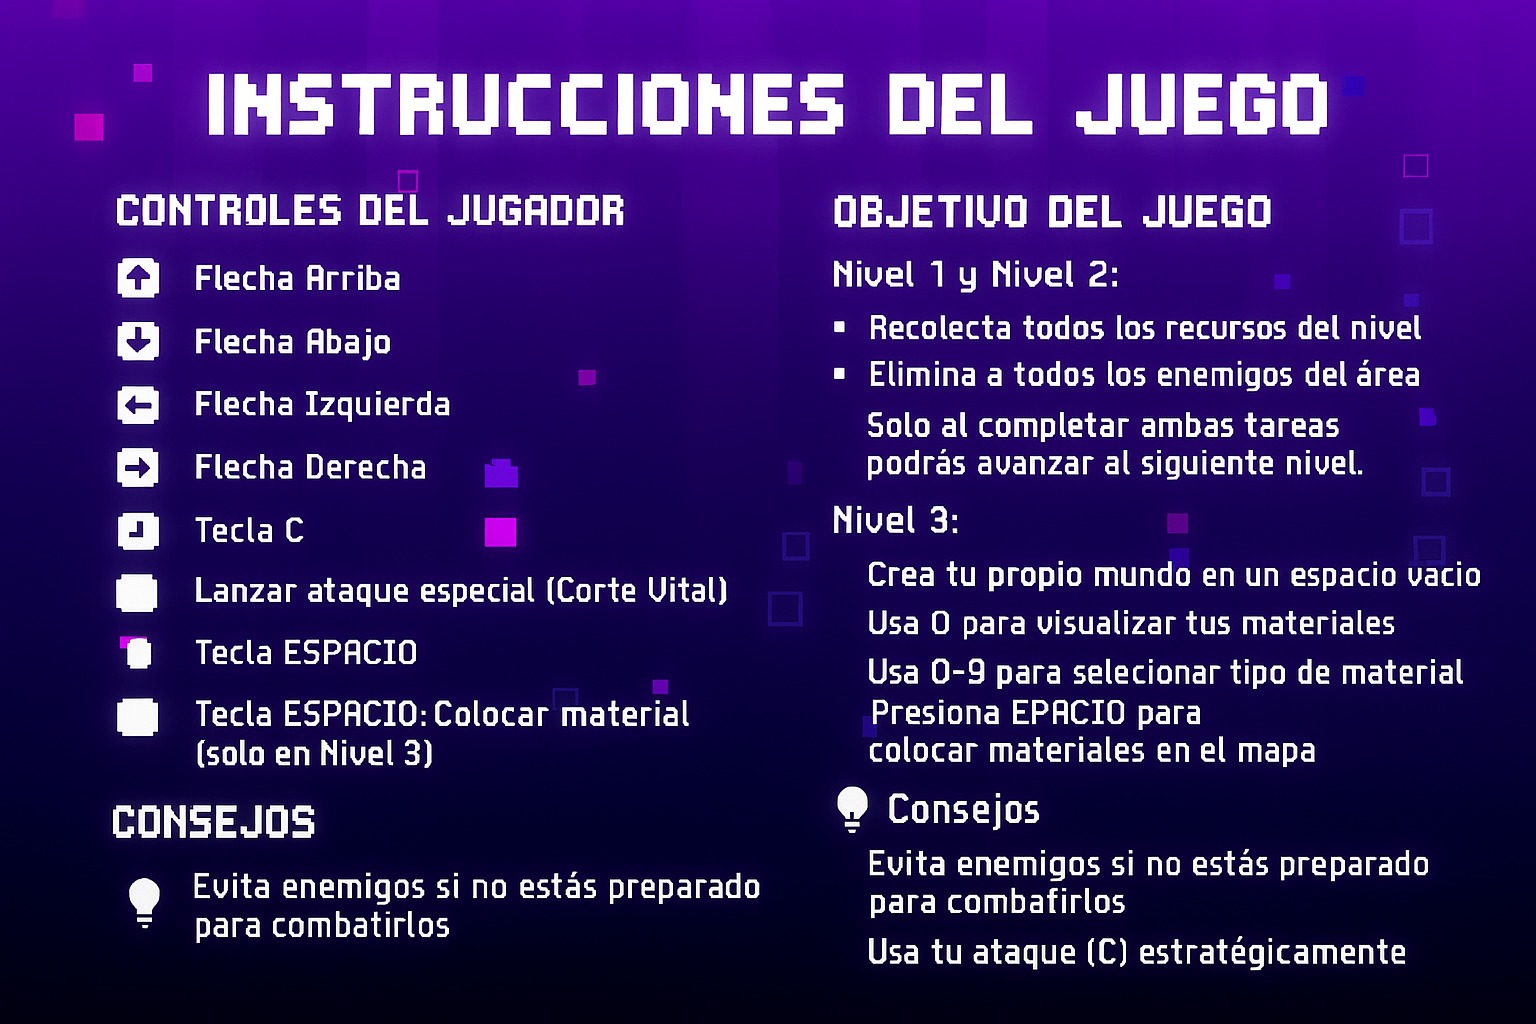 INSTRUCCIONES DEL JUEGO
CONTROLES DEL JUGADOR
Flecha Arriba
Flecha Abajo
Flecha Izquierda
Flecha Derecha
Tecla C
Lanzar ataque especial (Corte Vital)
Tecla ESPACIO
Tecla ESPACIO: Colocar material
(solo en Nivel 3)
CONSEJOS
Evita enemigos si no estás preparado
para combatirlos
OBJETIVO DEL JUEGO
Nivel 1 y Nivel 2:
▪ Recolecta todos los recursos del nivel
▪ Elimina a todos los enemigos del área
Solo al completar ambas tareas
podrás avanzar al siguiente nivel.
Nivel 3:
Crea tu propio mundo en un espacio vacio
Usa O para visualizar tus materiales
Usa O-9 para selecionar tipo de material
Presiona EPACIO para
colocar materiales en el mapa
Consejos
Evita enemigos si no estás preparado
para combafirlos
Usa tu ataque (C) estratégicamente